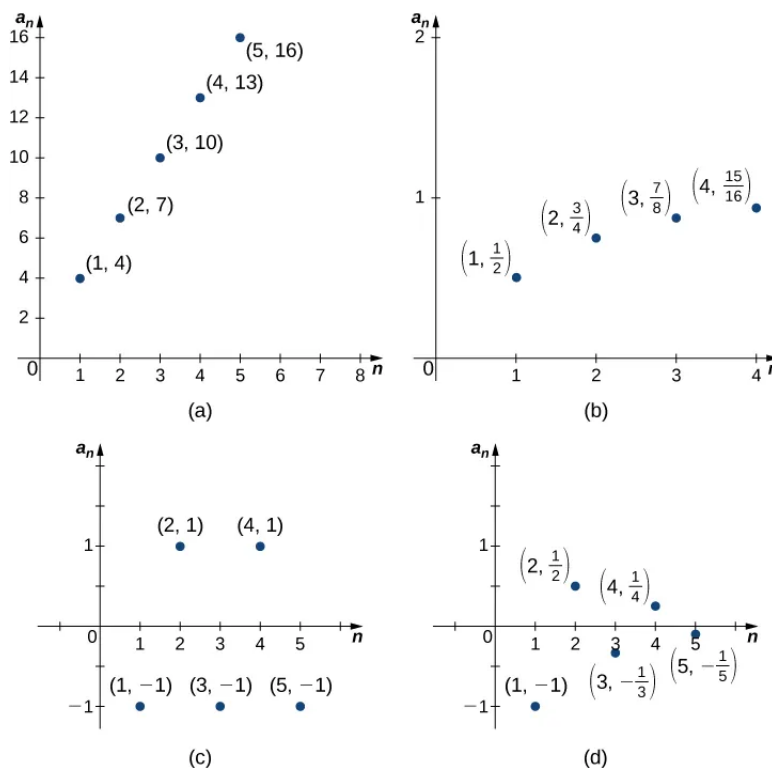 aₙ
16
14
12
10
8
6
4
2
0
1 2 3 4 5 6 7 8 n
(5, 16)
(4, 13)
(3, 10)
(2, 7)
(1, 4)
(a)
aₙ
2
1
0
1 2 3 4 n
(1, 1/2)
(2, 3/4)
(3, 7/8)
(4, 15/16)
(b)
aₙ
1
0
−1
1 2 3 4 5 n
(2, 1) (4, 1)
(1, −1) (3, −1) (5, −1)
(c)
aₙ
1
0
−1
1 2 3 4 5 n
(2, 1/2)
(4, 1/4)
(1, −1)
(3, −1/3)
(5, −1/5)
(d)